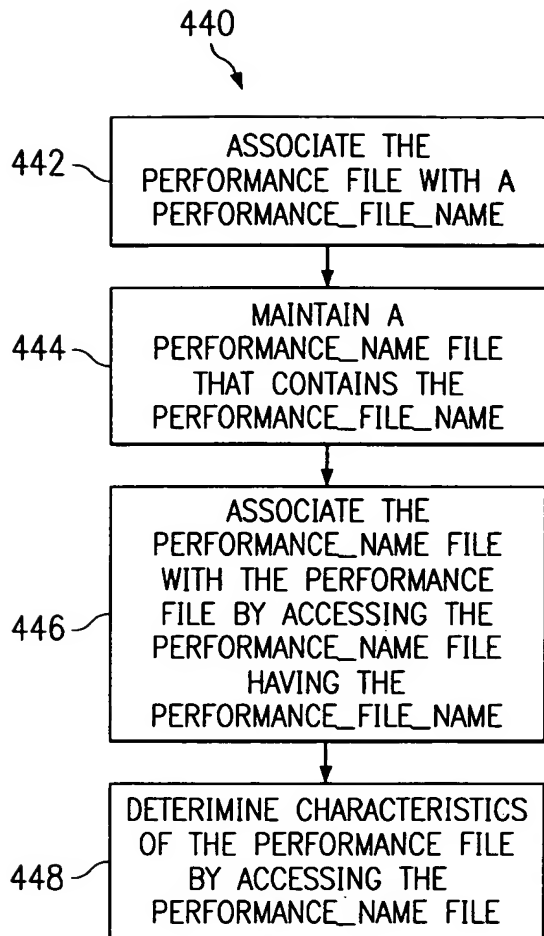 440
442
ASSOCIATE THE
PERFORMANCE FILE WITH A
PERFORMANCE_FILE_NAME
444
MAINTAIN A
PERFORMANCE_NAME FILE
THAT CONTAINS THE
PERFORMANCE_FILE_NAME
446
ASSOCIATE THE
PERFORMANCE_NAME FILE
WITH THE PERFORMANCE
FILE BY ACCESSING THE
PERFORMANCE_NAME FILE
HAVING THE
PERFORMANCE_FILE_NAME
448
DETERIMINE CHARACTERISTICS
OF THE PERFORMANCE FILE
BY ACCESSING THE
PERFORMANCE_NAME FILE